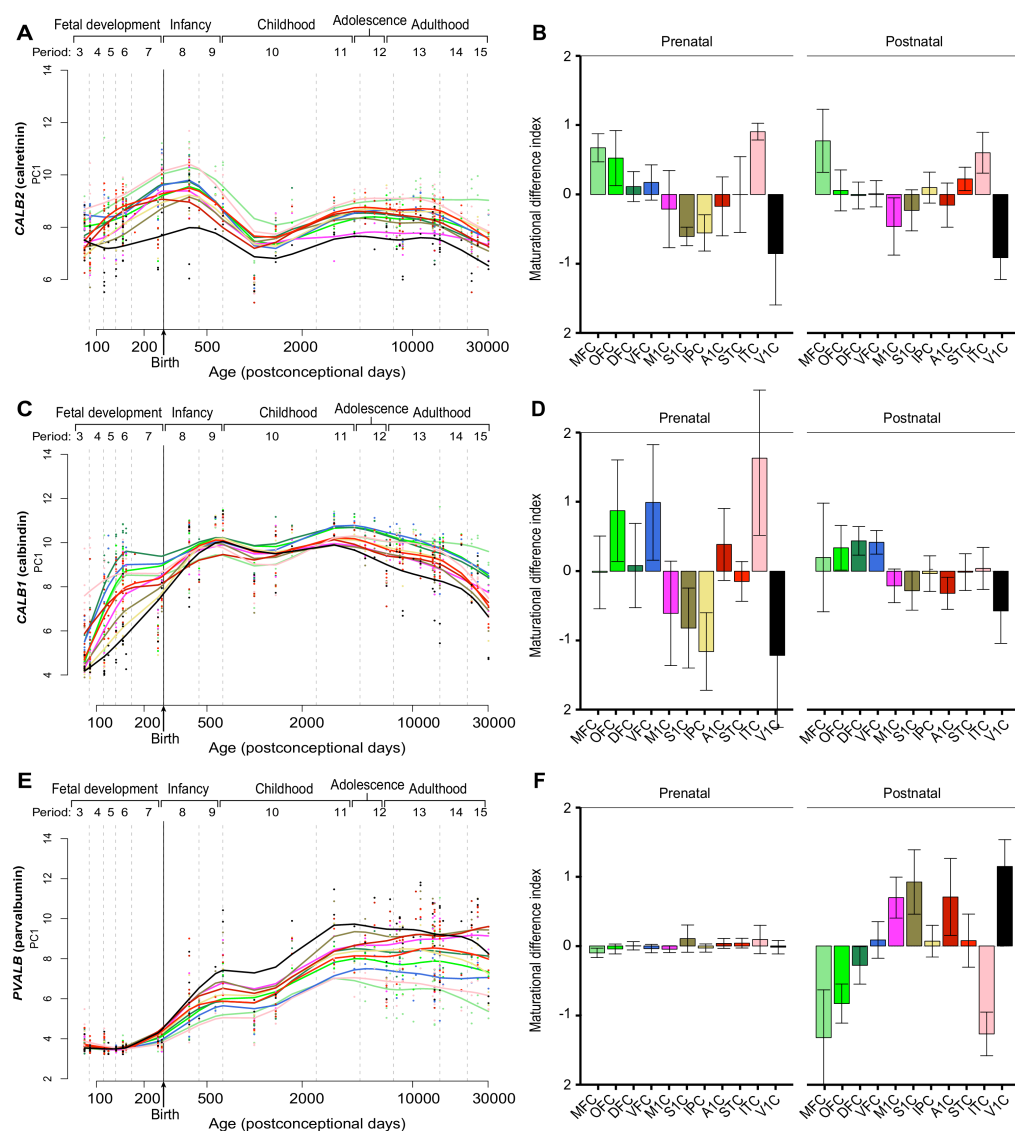 A
Fetal development Infancy Childhood Adolescence Adulthood
Period: 3 4 5 6 7 8 9 10 11 12 13 14 15
CALB2 (calretinin)
PC1
14
12
10
8
6
100 200 500 2000 10000 30000
Birth
Age (postconceptional days)
B
Prenatal Postnatal
Maturational difference index
2
1
0
-1
2
MFC OFC DFC VFC M1C S1C IPC A1C STC ITC V1C
MFC OFC DFC VFC M1C S1C IPC A1C STC ITC V1C
C
Fetal development Infancy Childhood Adolescence Adulthood
Period: 3 4 5 6 7 8 9 10 11 12 13 14 15
CALB1 (calbindin)
PC1
14
12
10
8
6
4
100 200 500 2000 10000 30000
Birth
Age (postconceptional days)
D
Prenatal Postnatal
Maturational difference index
2
1
0
-1
2
MFC OFC DFC VFC M1C S1C IPC A1C STC ITC V1C
MFC OFC DFC VFC M1C S1C IPC A1C STC ITC V1C
E
Fetal development Infancy Childhood Adolescence Adulthood
Period: 3 4 5 6 7 8 9 10 11 12 13 14 15
PVALB (parvalbumin)
PC1
14
12
10
8
6
4
2
100 200 500 2000 10000 30000
Birth
Age (postconceptional days)
F
Prenatal Postnatal
Maturational difference index
2
1
0
-1
2
MFC OFC DFC VFC M1C S1C IPC A1C STC ITC V1C
MFC OFC DFC VFC M1C S1C IPC A1C STC ITC V1C